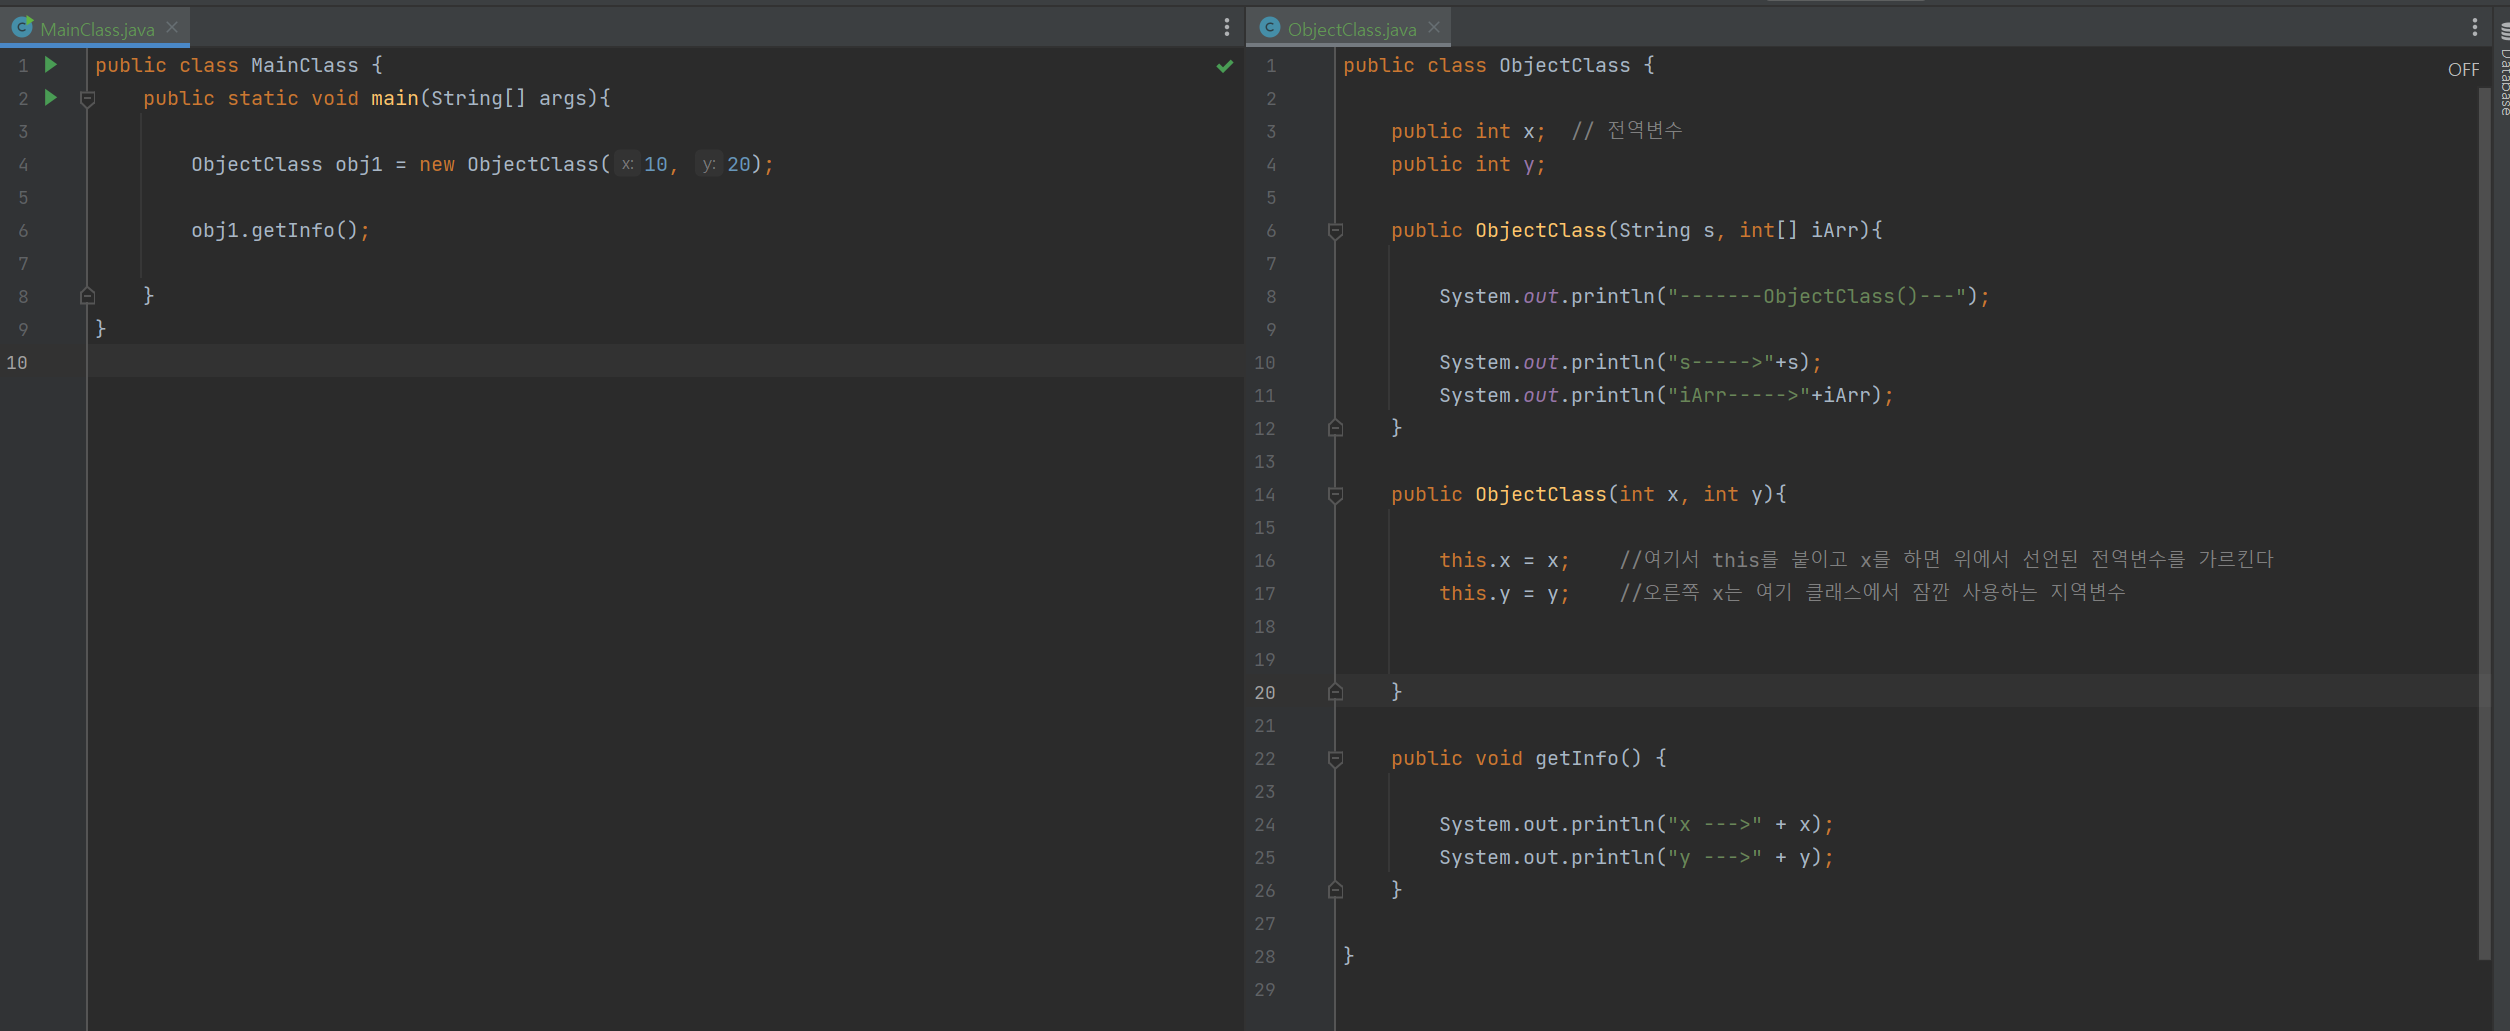 MainClass.java
1 public class MainClass {
2 public static void main(String[] args){
3
4 ObjectClass obj1 = new ObjectClass( x: 10, y: 20);
5
6 obj1.getInfo();
7
8 }
9 }
10
ObjectClass.java
OFF
Database
1 public class ObjectClass {
2
3 public int x; // 전역변수
4 public int y;
5
6 public ObjectClass(String s, int[] iArr){
7
8 System.out.println("-------ObjectClass()---");
9
10 System.out.println("s----->"+s);
11 System.out.println("iArr----->"+iArr);
12 }
13
14 public ObjectClass(int x, int y){
15
16 this.x = x; //여기서 this를 붙이고 x를 하면 위에서 선언된 전역변수를 가르킨다
17 this.y = y; //오른쪽 x는 여기 클래스에서 잠깐 사용하는 지역변수
18
19
20 }
21
22 public void getInfo() {
23
24 System.out.println("x --->" + x);
25 System.out.println("y --->" + y);
26 }
27
28 }
29